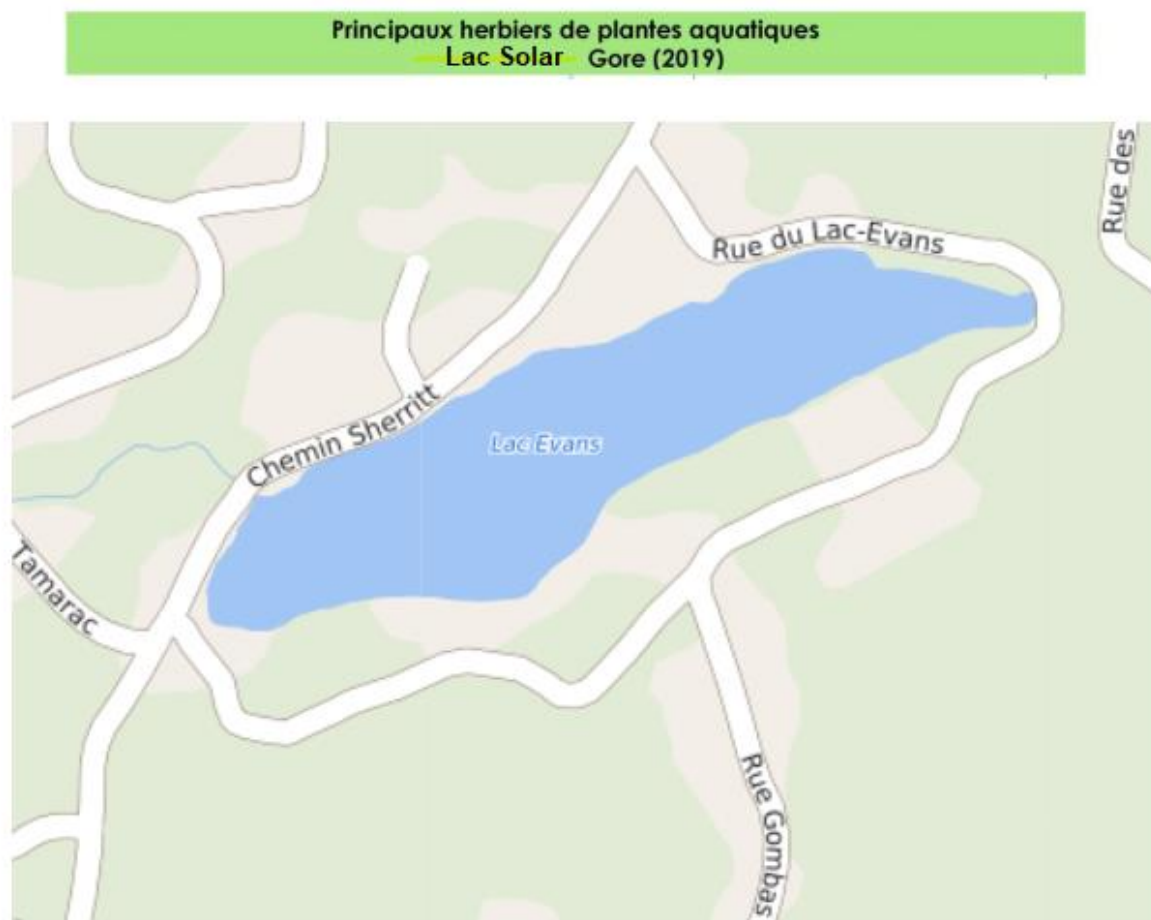 Principaux herbiers de plantes aquatiques
Lac Solar Gore (2019)
Rue des
Rue du Lac-Evans
Chemin Sherritt
Lac Evans
Tamarac
Rue Gombas